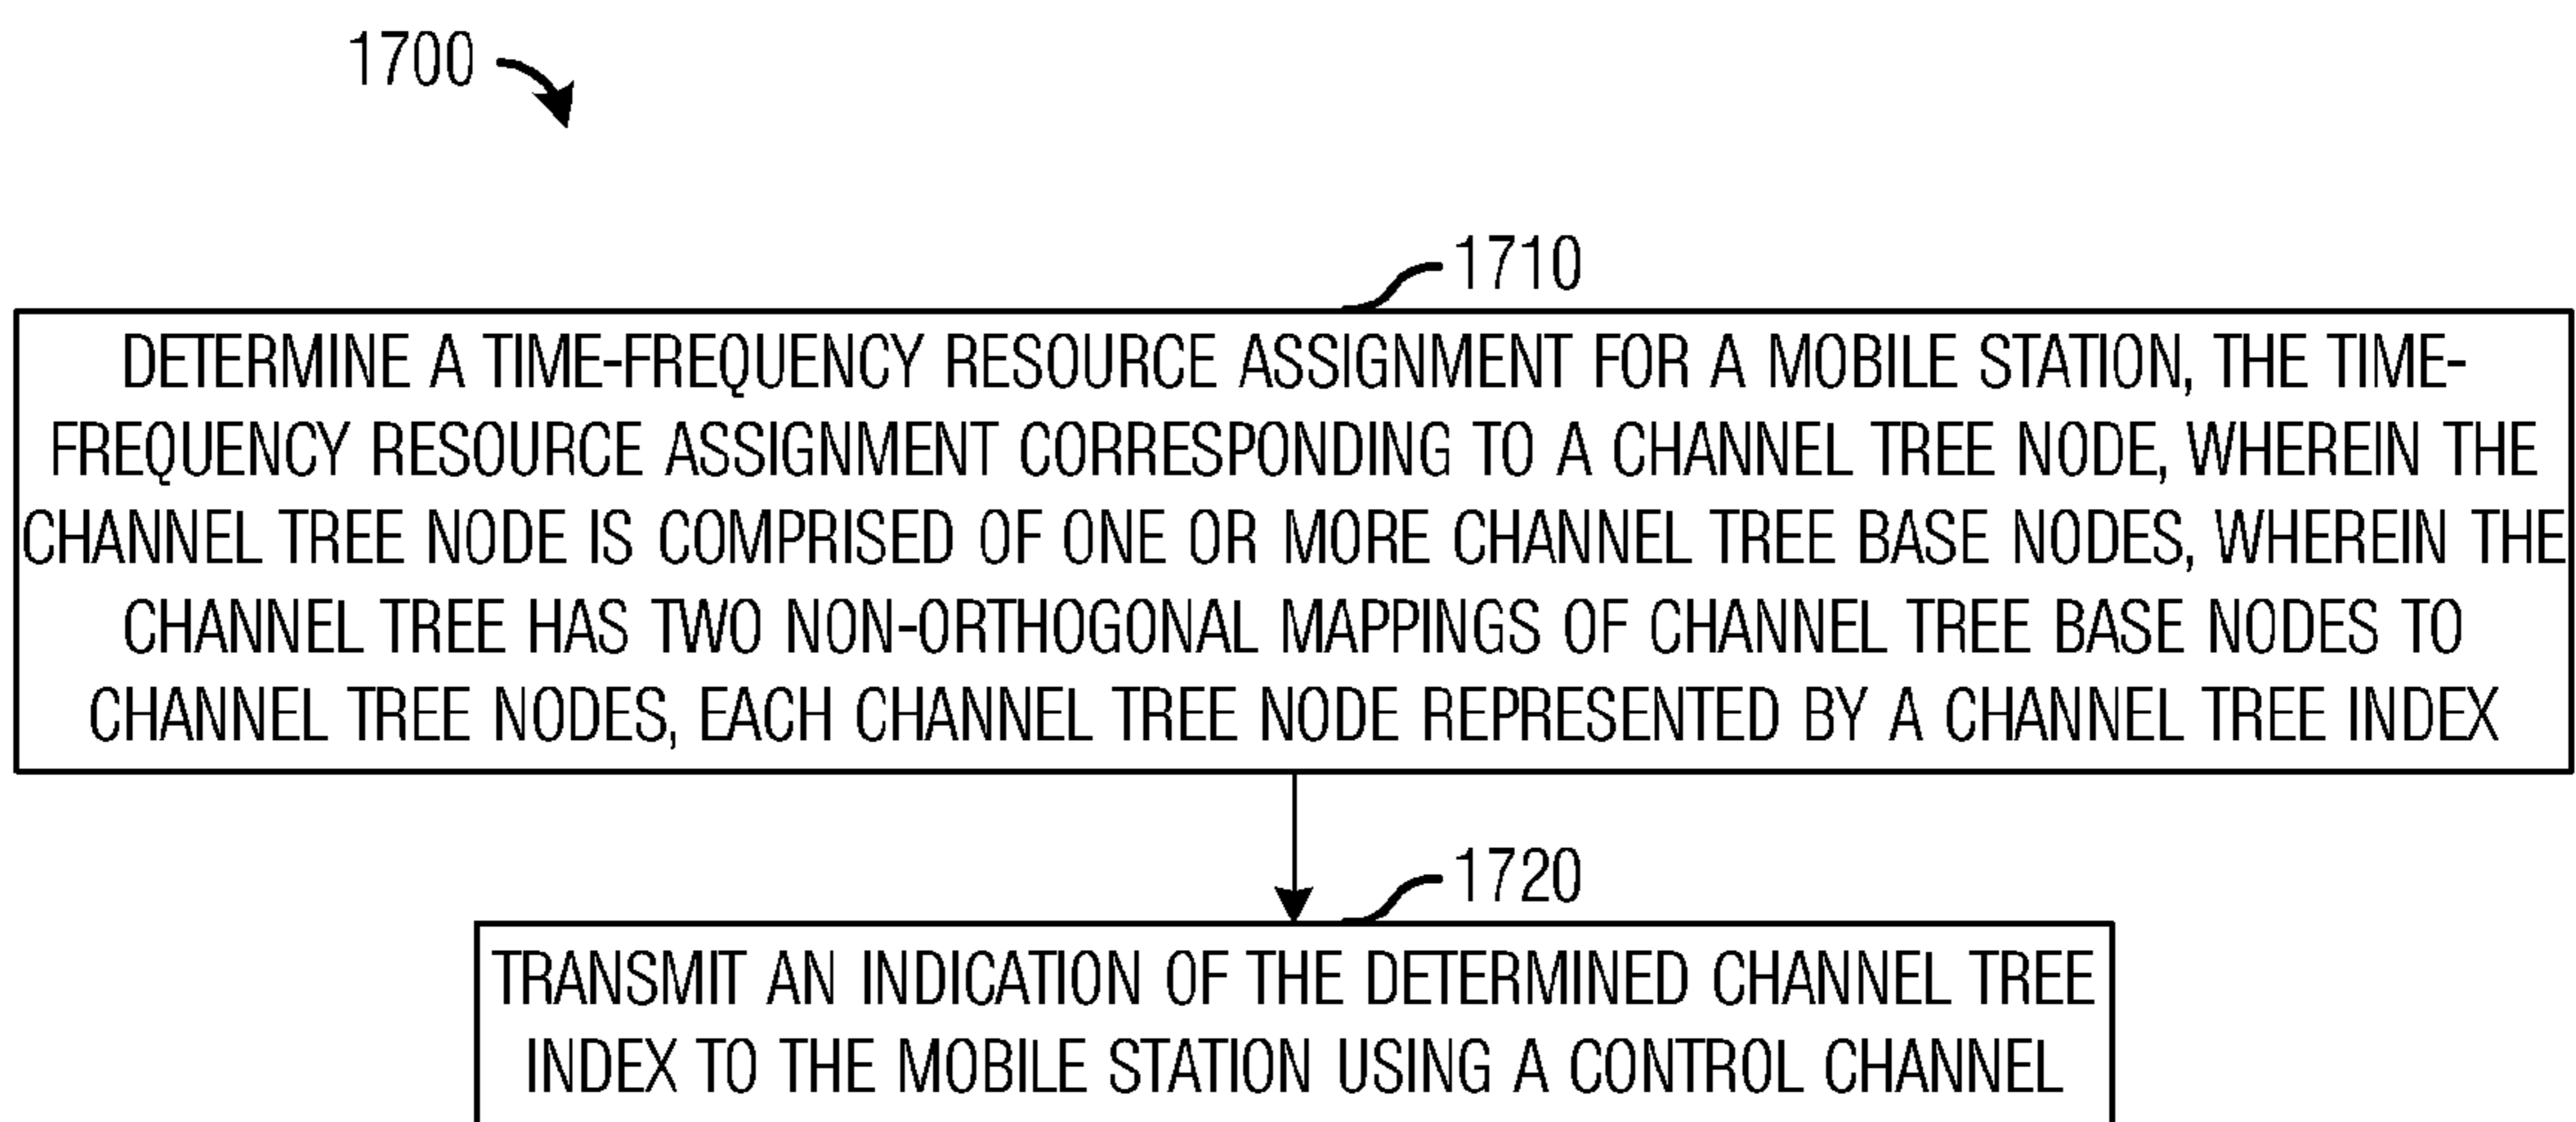 1700
1710
DETERMINE A TIME-FREQUENCY RESOURCE ASSIGNMENT FOR A MOBILE STATION, THE TIME-
FREQUENCY RESOURCE ASSIGNMENT CORRESPONDING TO A CHANNEL TREE NODE, WHEREIN THE
CHANNEL TREE NODE IS COMPRISED OF ONE OR MORE CHANNEL TREE BASE NODES, WHEREIN THE
CHANNEL TREE HAS TWO NON-ORTHOGONAL MAPPINGS OF CHANNEL TREE BASE NODES TO
CHANNEL TREE NODES, EACH CHANNEL TREE NODE REPRESENTED BY A CHANNEL TREE INDEX
1720
TRANSMIT AN INDICATION OF THE DETERMINED CHANNEL TREE
INDEX TO THE MOBILE STATION USING A CONTROL CHANNEL